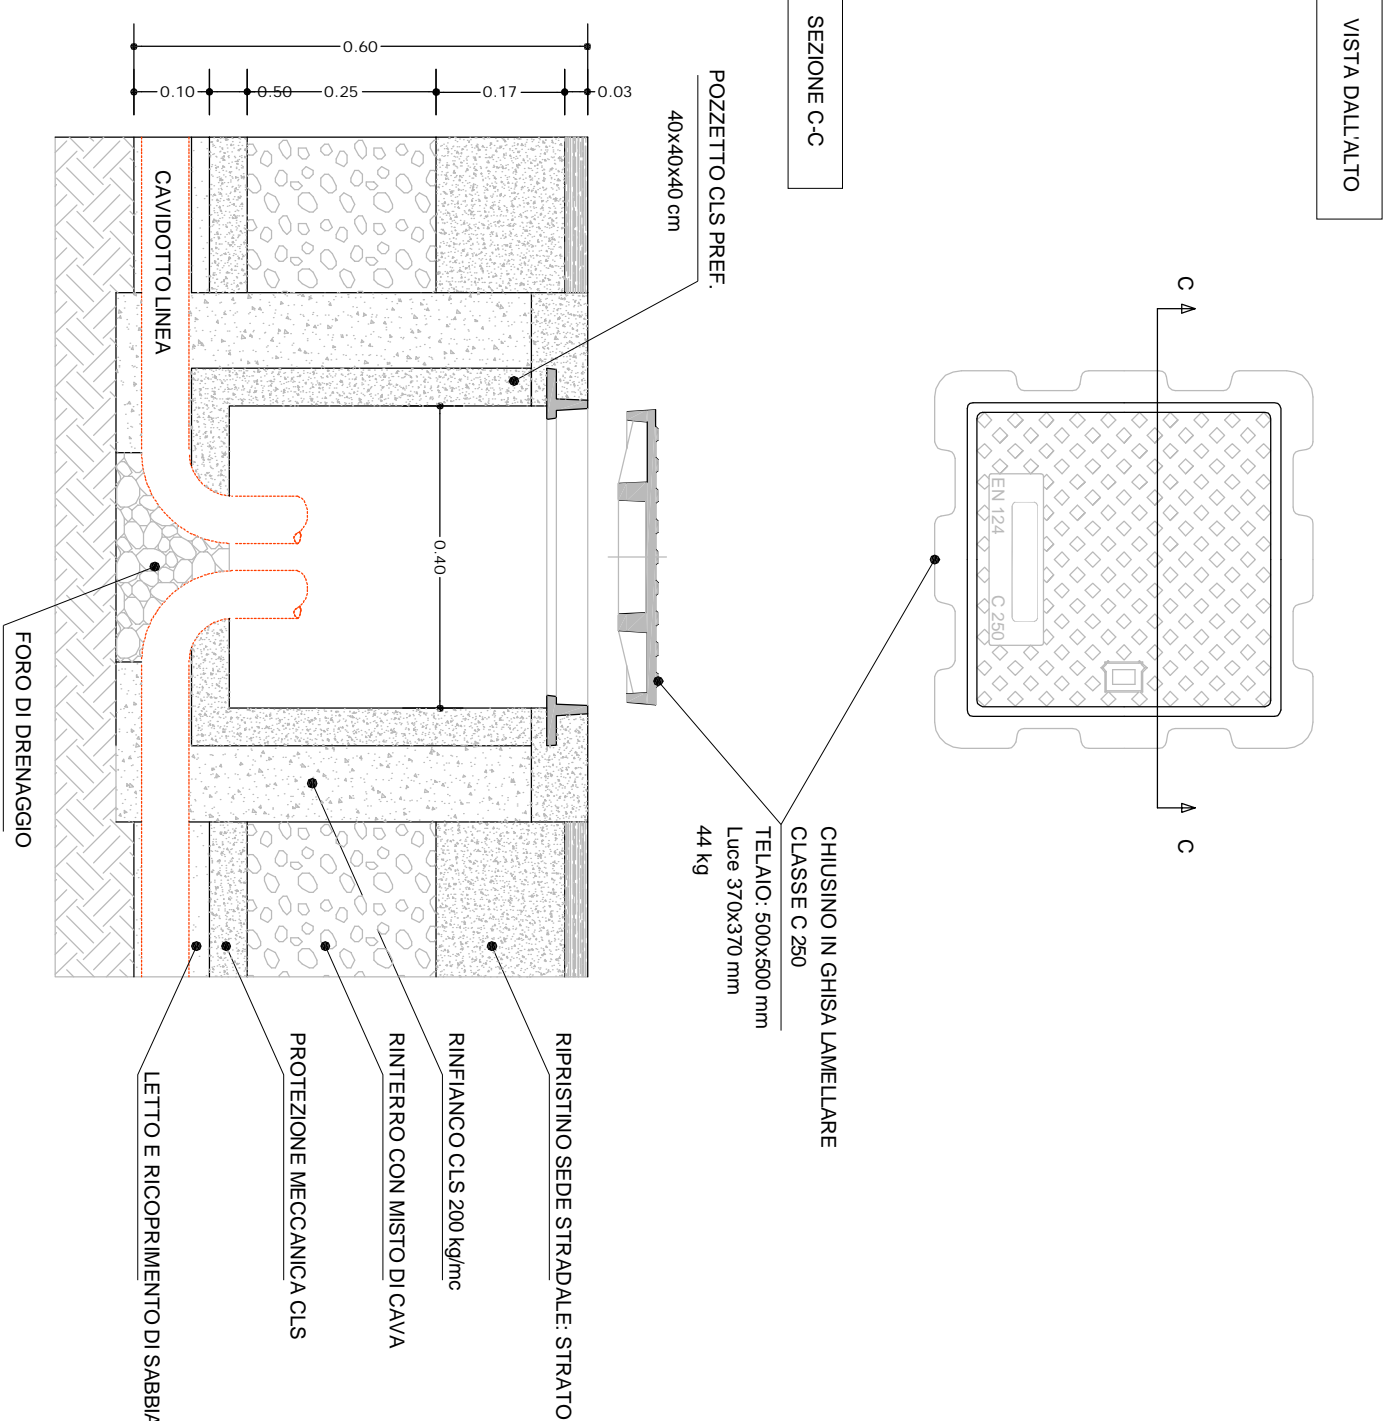 VISTA DALL'ALTO
C
C
EN 124
C 250
CHIUSINO IN GHISA LAMELLARE
CLASSE C 250
TELAIO: 500x500 mm
Luce 370x370 mm
44 kg
SEZIONE C-C
POZZETTO CLS PREF.
40x40x40 cm
0.03
0.17
0.25
0.50
0.10
0.60
0.40
CAVIDOTTO LINEA
RIPRISTINO SEDE STRADALE: STRATO
RINFIANCO CLS 200 kg/mc
RINTERRO CON MISTO DI CAVA
PROTEZIONE MECCANICA CLS
LETTO E RICOPRIMENTO DI SABBIA
FORO DI DRENAGGIO